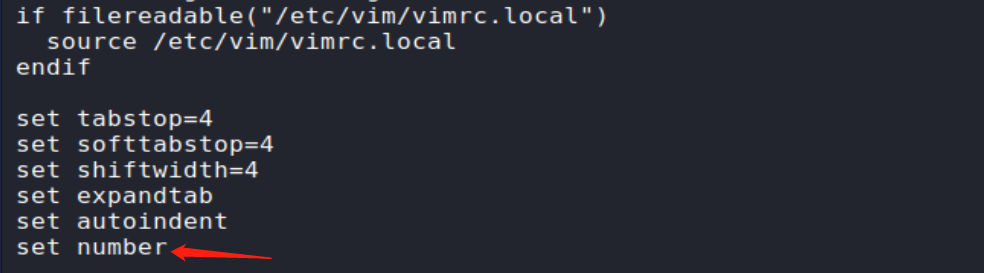 if filereadable("/etc/vim/vimrc.local")
  source /etc/vim/vimrc.local
endif

set tabstop=4
set softtabstop=4
set shiftwidth=4
set expandtab
set autoindent
set number